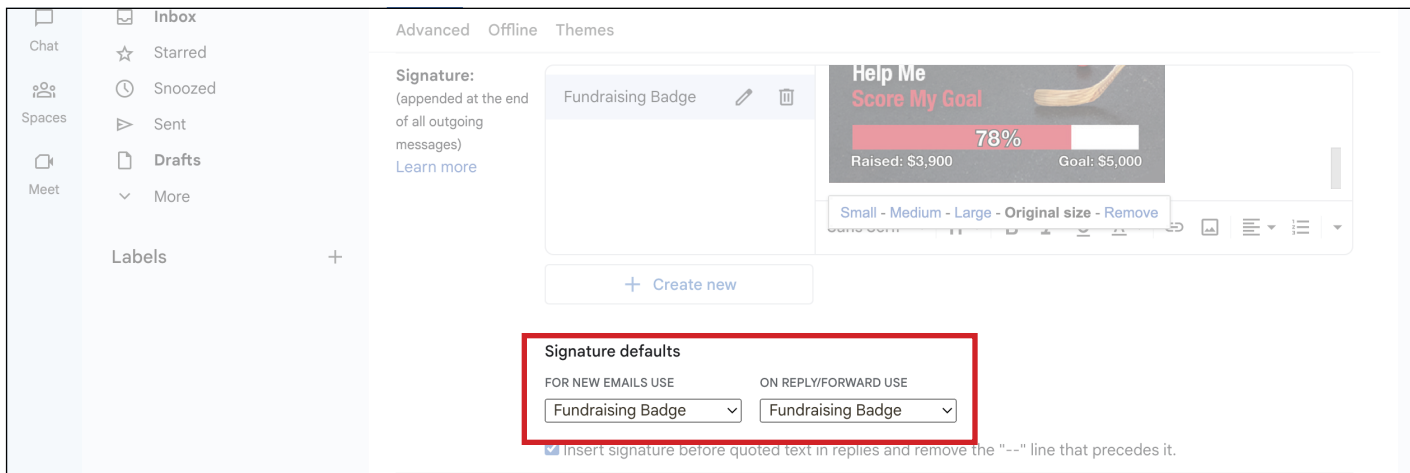 Chat
Spaces
Meet
Inbox
Starred
Snoozed
Sent
Drafts
More
Labels
Advanced Offline Themes
Signature:
(appended at the end
of all outgoing
messages)
Learn more
Fundraising Badge
Help Me
Score My Goal
78%
Raised: $3,900 Goal: $5,000
Small - Medium - Large - Original size - Remove
Create new
Signature defaults
FOR NEW EMAILS USE ON REPLY/FORWARD USE
Fundraising Badge Fundraising Badge
Insert signature before quoted text in replies and remove the "--" line that precedes it.